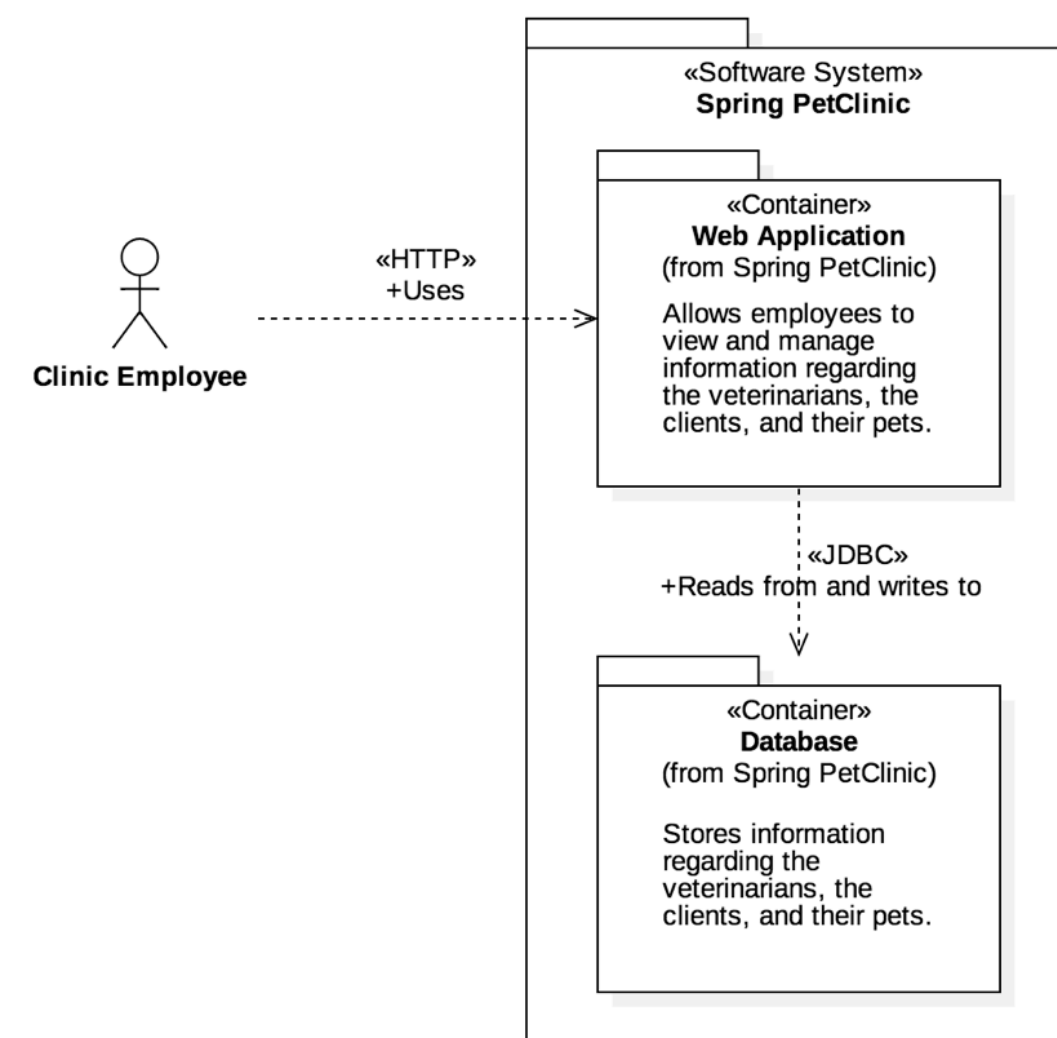 «Software System»
Spring PetClinic
«Container»
Web Application
(from Spring PetClinic)
Allows employees to
view and manage
information regarding
the veterinarians, the
clients, and their pets.
«HTTP»
+Uses
Clinic Employee
«JDBC»
+Reads from and writes to
«Container»
Database
(from Spring PetClinic)
Stores information
regarding the
veterinarians, the
clients, and their pets.